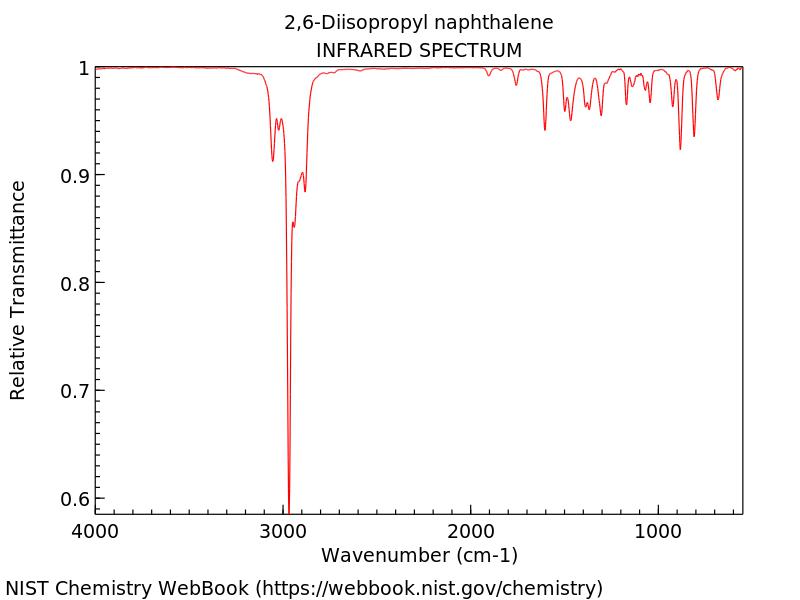 2,6-Diisopropyl naphthalene
INFRARED SPECTRUM
1
0.9
0.8
0.7
0.6
Relative Transmittance
4000 3000 2000 1000
Wavenumber (cm-1)
NIST Chemistry WebBook (https://webbook.nist.gov/chemistry)